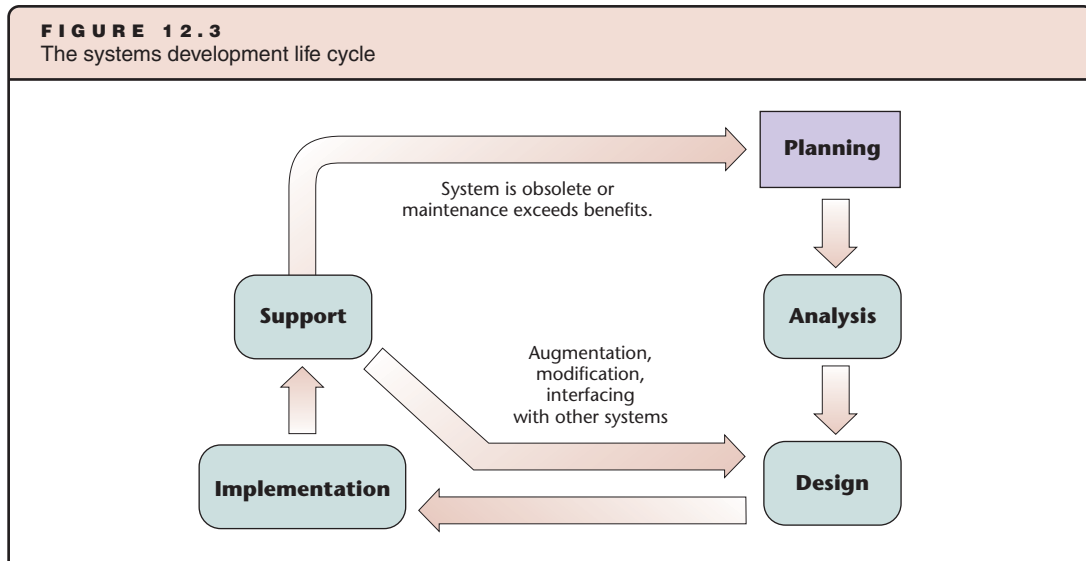 FIGURE 12.3
The systems development life cycle
Planning
System is obsolete or
maintenance exceeds benefits.
Support
Analysis
Augmentation,
modification,
interfacing
with other systems
Implementation
Design